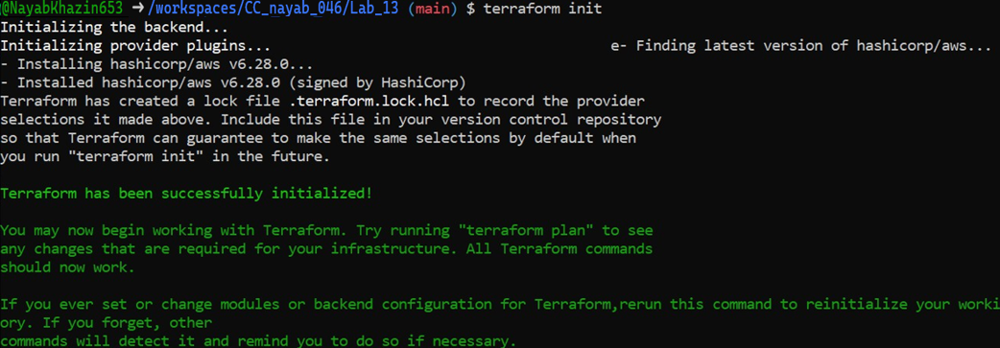 @NayabKhazin653 ➜ /workspaces/CC_nayab_046/Lab_13 (main) $ terraform init
Initializing the backend...
Initializing provider plugins... e- Finding latest version of hashicorp/aws...
- Installing hashicorp/aws v6.28.0...
- Installed hashicorp/aws v6.28.0 (signed by HashiCorp)
Terraform has created a lock file .terraform.lock.hcl to record the provider
selections it made above. Include this file in your version control repository
so that Terraform can guarantee to make the same selections by default when
you run "terraform init" in the future.
Terraform has been successfully initialized!
You may now begin working with Terraform. Try running "terraform plan" to see
any changes that are required for your infrastructure. All Terraform commands
should now work.
If you ever set or change modules or backend configuration for Terraform,rerun this command to reinitialize your worki
ory. If you forget, other
commands will detect it and remind you to do so if necessary.